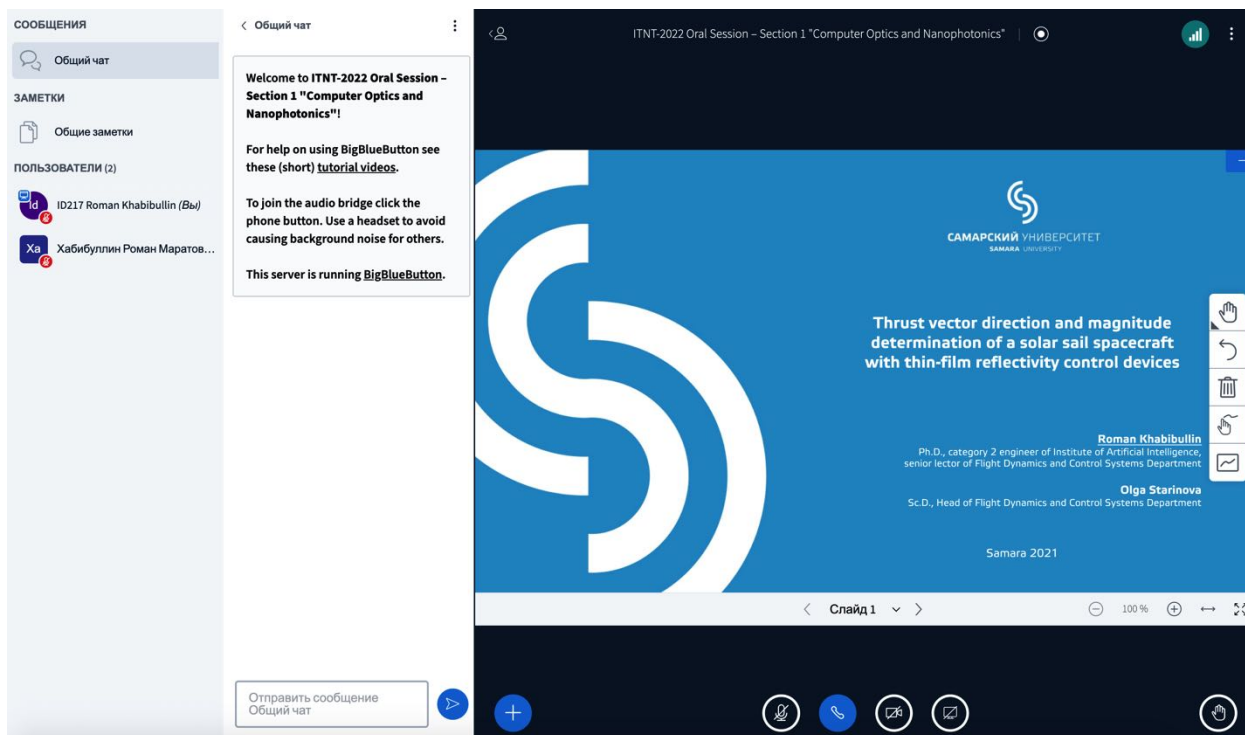 СООБЩЕНИЯ
Общий чат
ЗАМЕТКИ
Общие заметки
ПОЛЬЗОВАТЕЛИ (2)
Id
ID217 Roman Khabibullin (Вы)
Ха
Хабибуллин Роман Маратов...
Общий чат
Welcome to ITNT-2022 Oral Session –
Section 1 "Computer Optics and
Nanophotonics"!
For help on using BigBlueButton see
these (short) tutorial videos.
To join the audio bridge click the
phone button. Use a headset to avoid
causing background noise for others.
This server is running BigBlueButton.
Отправить сообщение
Общий чат
ITNT-2022 Oral Session – Section 1 "Computer Optics and Nanophotonics"
САМАРСКИЙ УНИВЕРСИТЕТ
SAMARA UNIVERSITY
Thrust vector direction and magnitude
determination of a solar sail spacecraft
with thin-film reflectivity control devices
Roman Khabibullin
Ph.D., category 2 engineer of Institute of Artificial Intelligence,
senior lector of Flight Dynamics and Control Systems Department
Olga Starinova
Sc.D., Head of Flight Dynamics and Control Systems Department
Samara 2021
Слайд 1
100 %